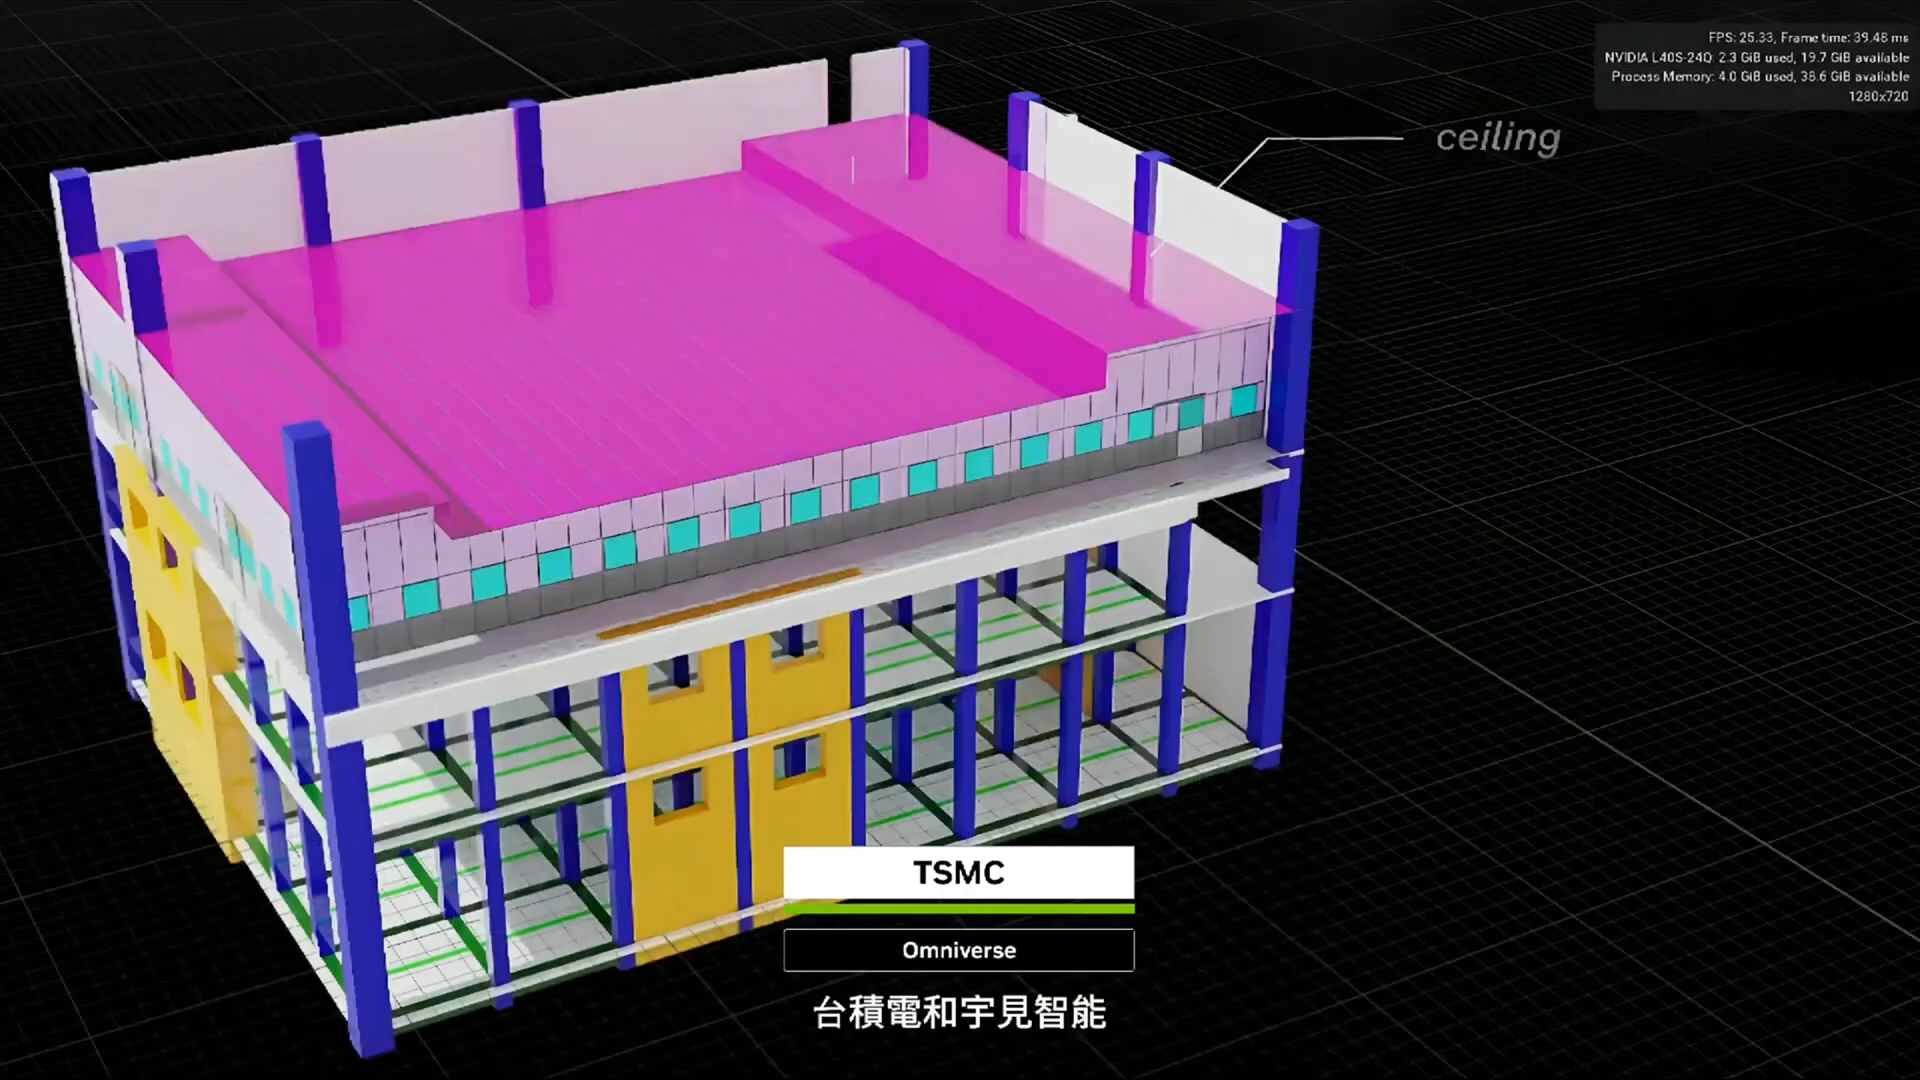 FPS: 25.33, Frame time: 39.48 ms
NVIDIA L40S-24Q: 2.3 GiB used, 19.7 GiB available
Process Memory: 4.0 GiB used, 38.6 GiB available
1280x720
ceiling
TSMC
Omniverse
台積電和宇見智能